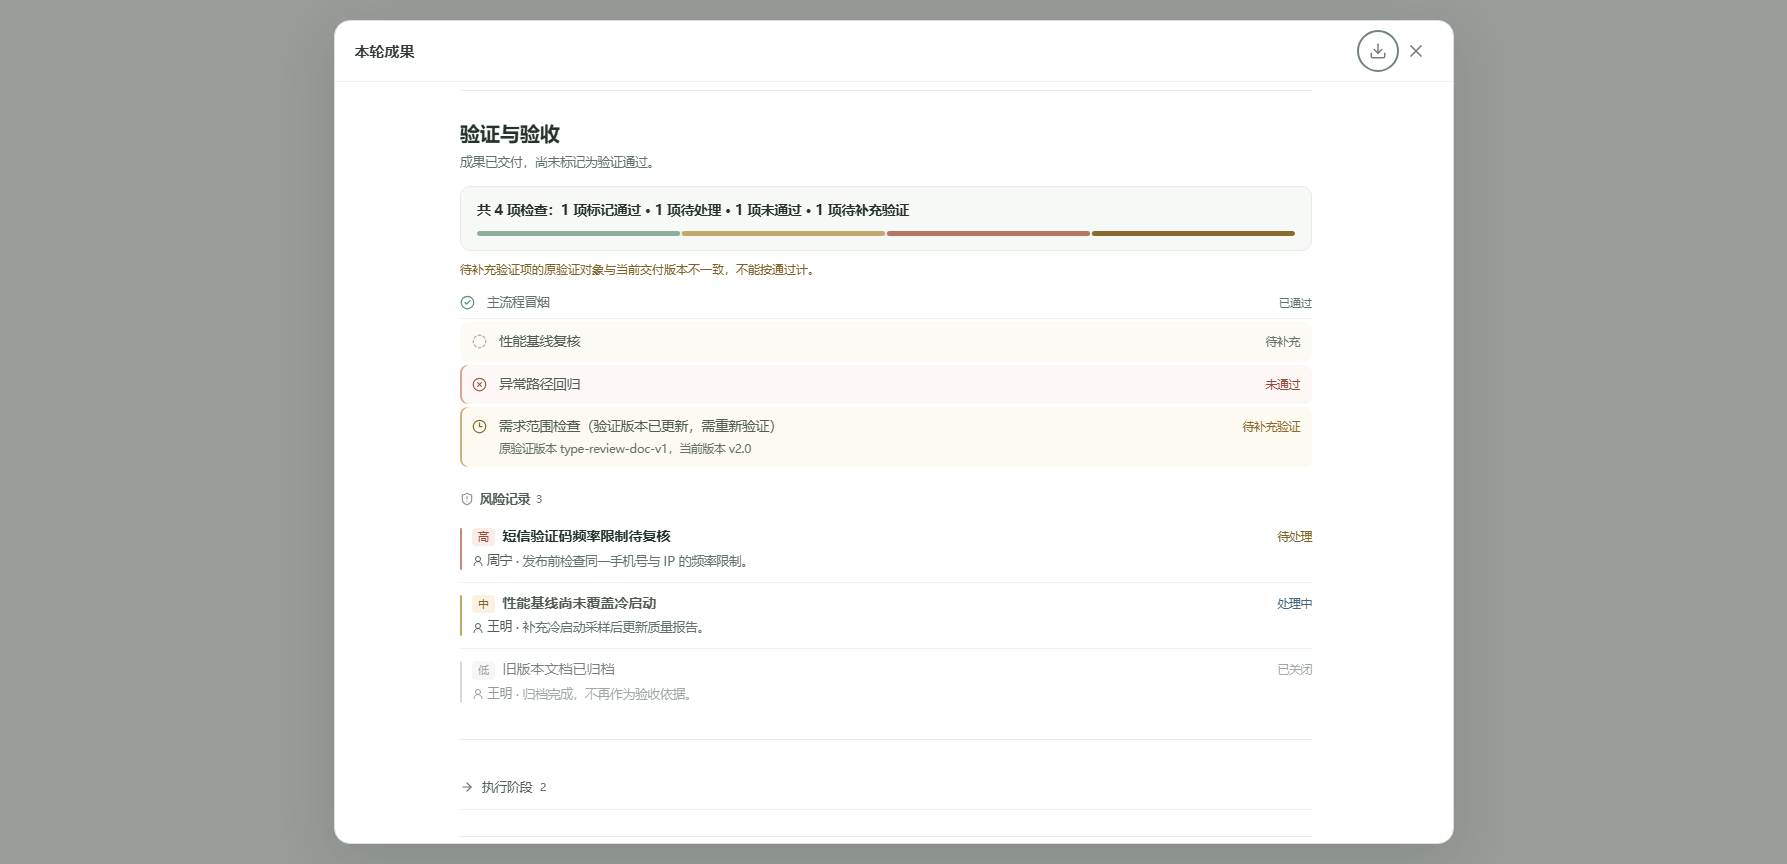 本轮成果
验证与验收
成果已交付，尚未标记为验证通过。
共 4 项检查：1 项标记通过 • 1 项待处理 • 1 项未通过 • 1 项待补充验证
待补充验证项的原验证对象与当前交付版本不一致，不能按通过计。
主流程冒烟 已通过
性能基线复核 待补充
异常路径回归 未通过
需求范围检查（验证版本已更新，需重新验证） 待补充验证
原验证版本 type-review-doc-v1，当前版本 v2.0
风险记录 3
高 短信验证码频率限制待复核 待处理
周宁 · 发布前检查同一手机号与 IP 的频率限制。
中 性能基线尚未覆盖冷启动 处理中
王明 · 补充冷启动采样后更新质量报告。
低 旧版本文档已归档 已关闭
王明 · 归档完成，不再作为验收依据。
执行阶段 2